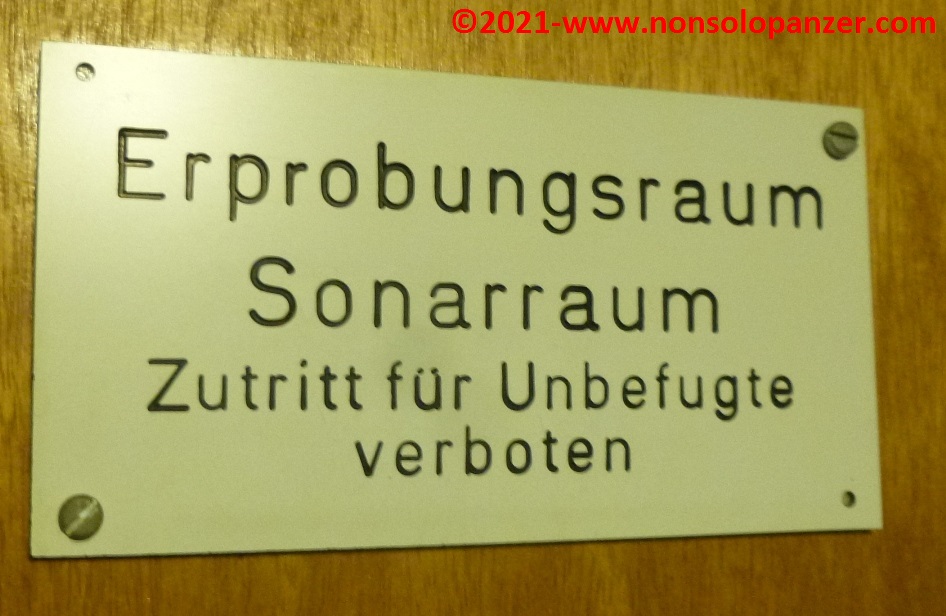 ©2021-www.nonsolopanzer.com
Erprobungsraum
Sonarraum
Zutritt für Unbefugte
verboten